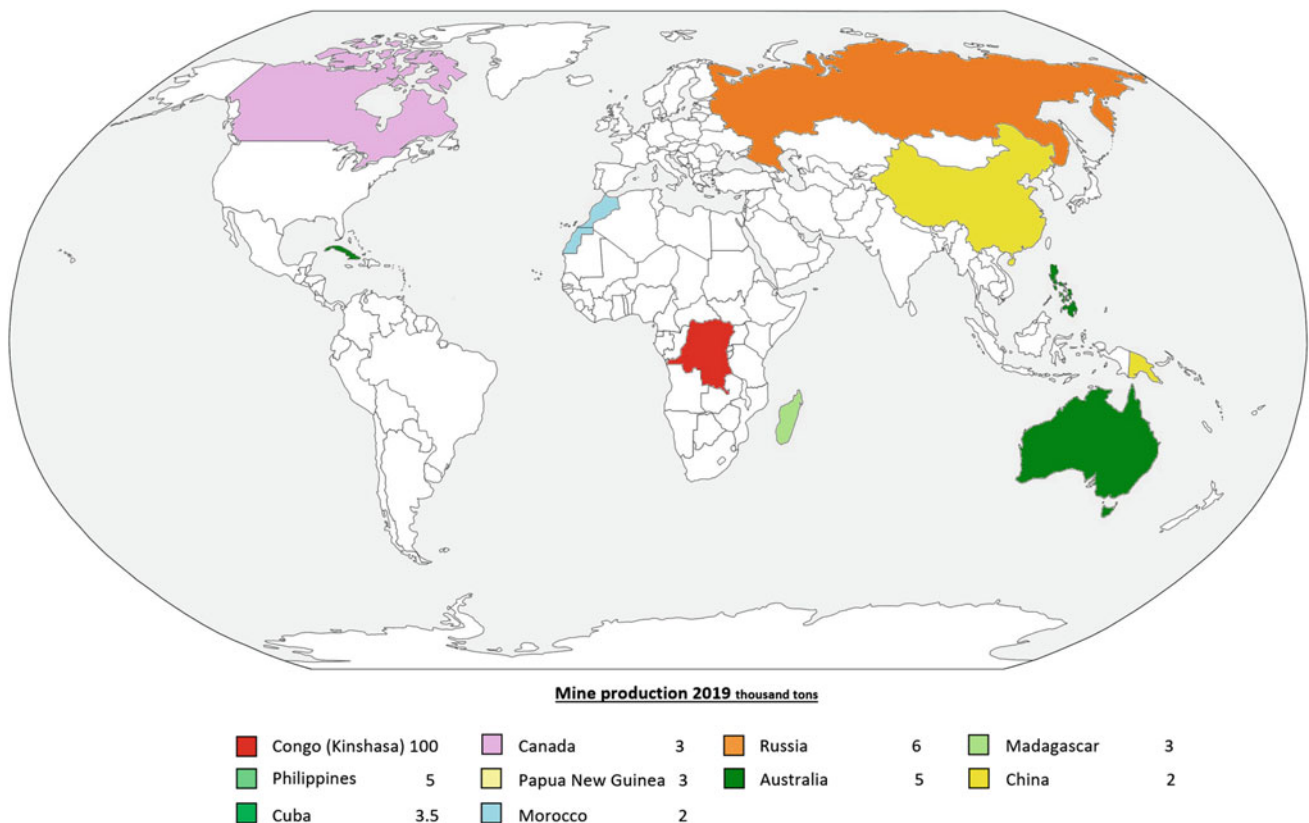 Mine production 2019 thousand tons
Congo (Kinshasa) 100 Canada 3 Russia 6 Madagascar 3
Philippines 5 Papua New Guinea 3 Australia 5 China 2
Cuba 3.5 Morocco 2